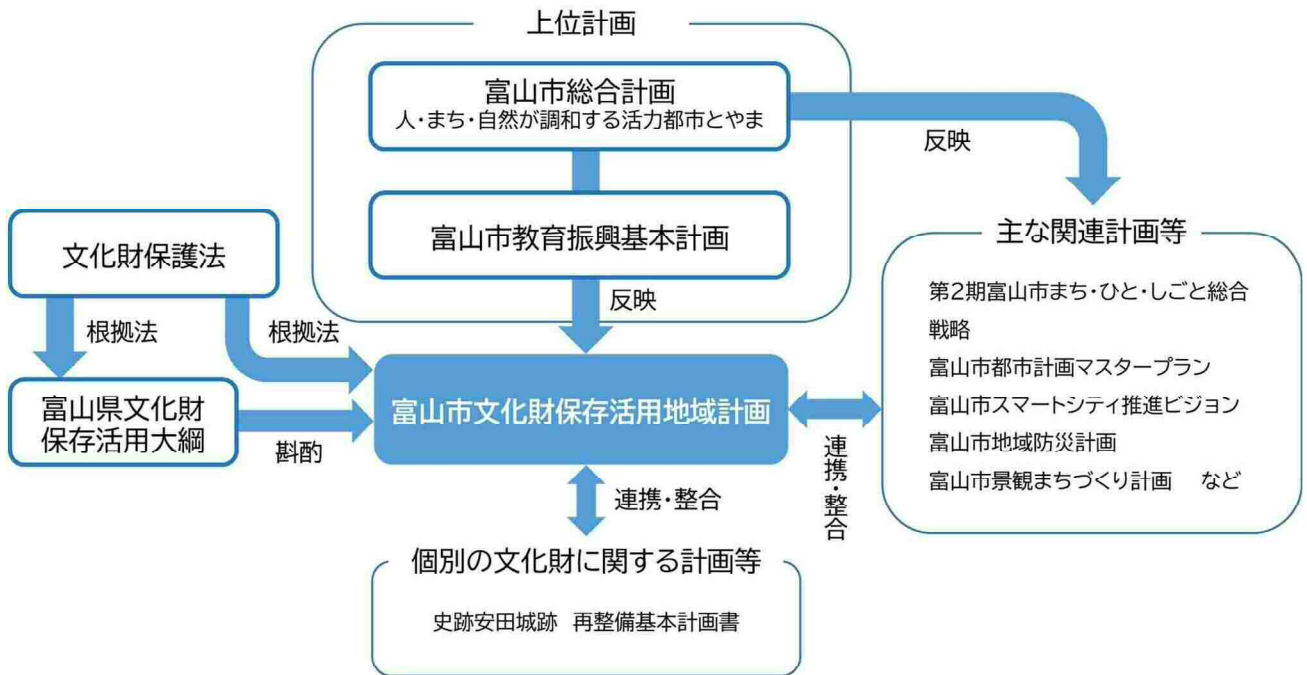 上位計画
富山市総合計画
人・まち・自然が調和する活力都市とやま
反映
富山市教育振興基本計画
反映
文化財保護法
根拠法
根拠法
富山県文化財
保存活用大綱
斟酌
富山市文化財保存活用地域計画
主な関連計画等
第2期富山市まち・ひと・しごと総合
戦略
富山市都市計画マスタープラン
富山市スマートシティ推進ビジョン
富山市地域防災計画
富山市景観まちづくり計画　など
連携・整合
連携・整合
個別の文化財に関する計画等
史跡安田城跡　再整備基本計画書